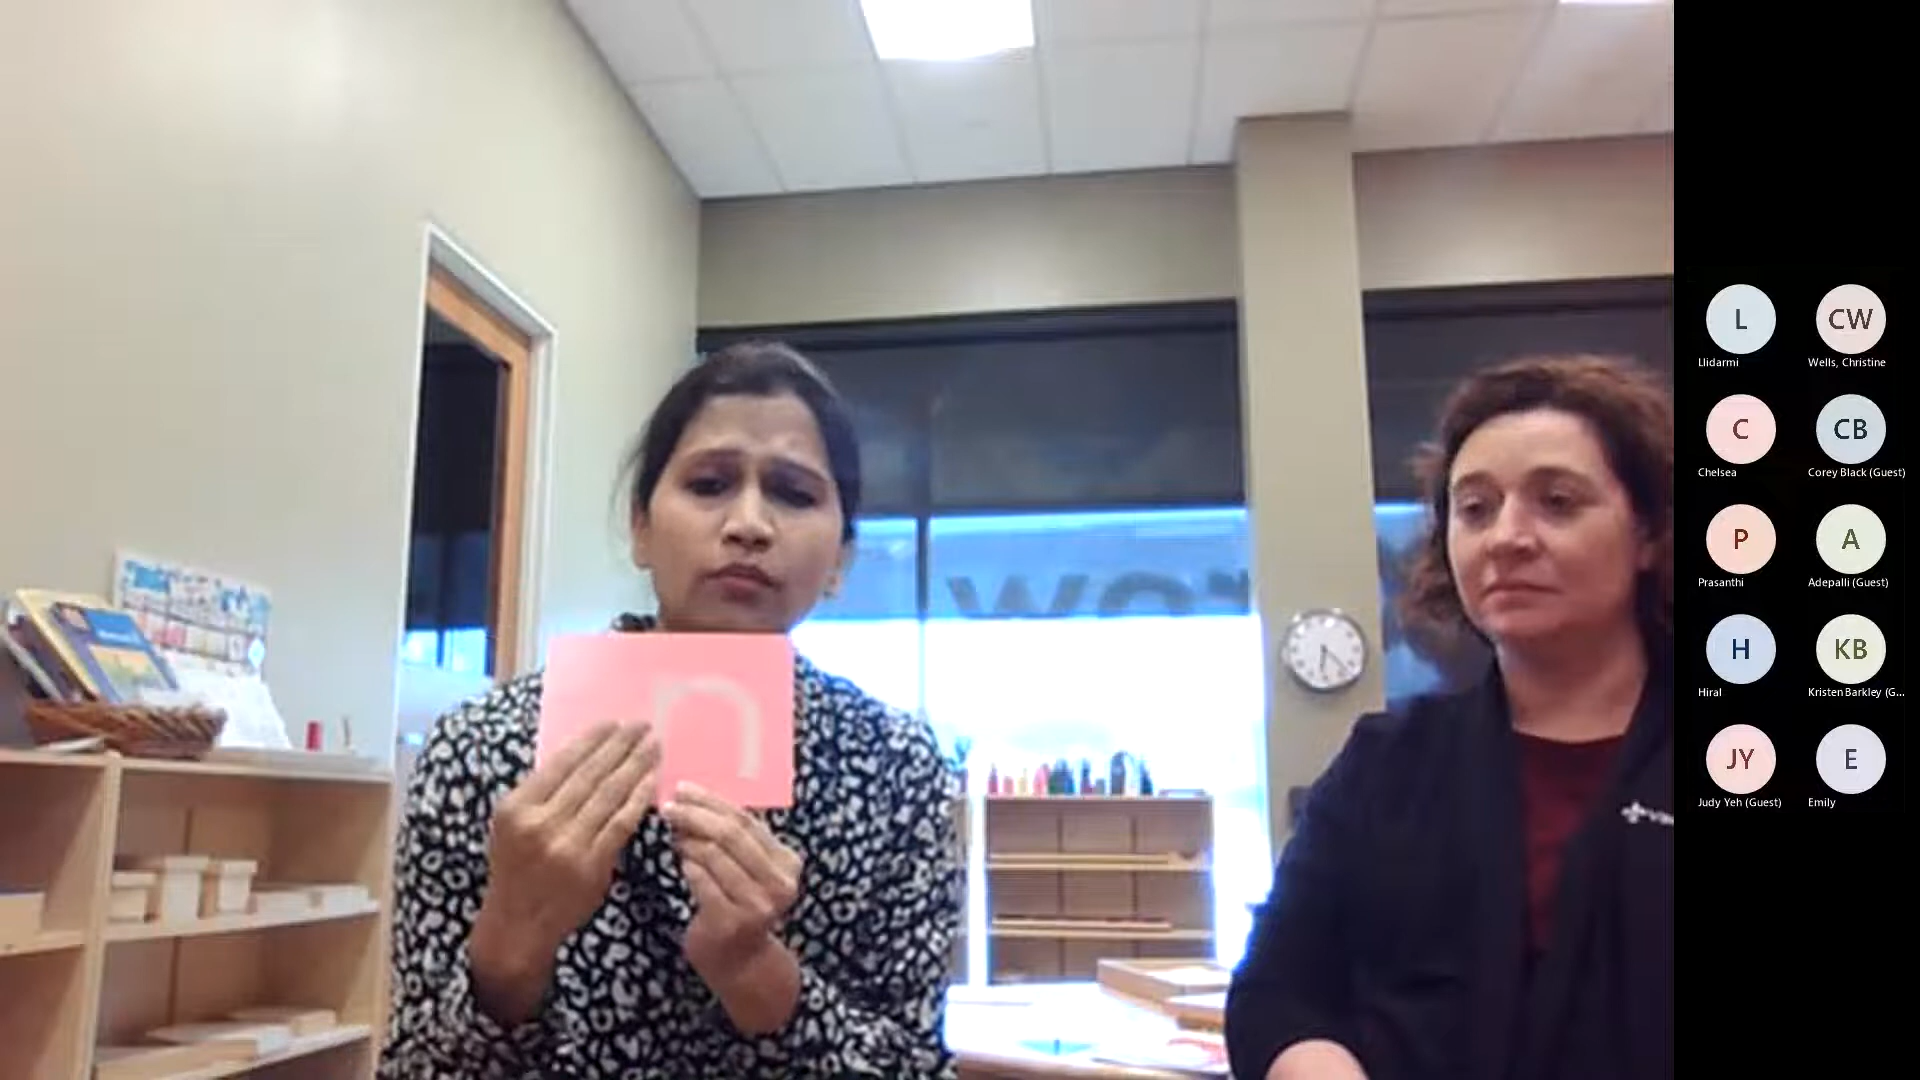 n
L
CW
Llidarmi
Wells, Christine
C
CB
Chelsea
Corey Black (Guest)
P
A
Prasanthi
Adepalli (Guest)
H
KB
Hiral
Kristen Barkley (G...
JY
E
Judy Yeh (Guest)
Emily